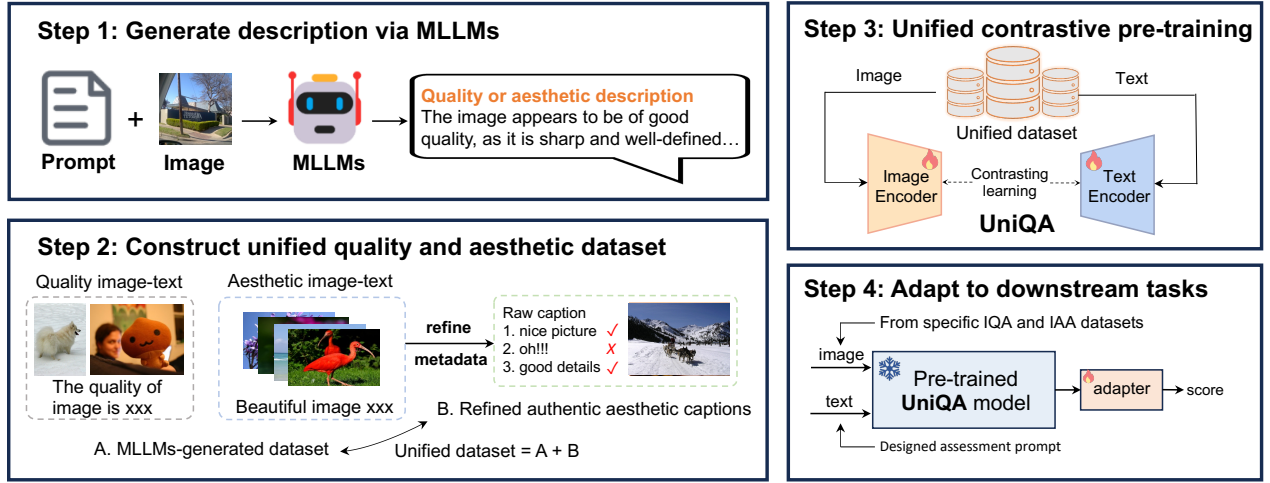 Step 1: Generate description via MLLMs
Prompt
+
Image
MLLMs
Quality or aesthetic description
The image appears to be of good
quality, as it is sharp and well-defined…
Step 2: Construct unified quality and aesthetic dataset
Quality image-text
The quality of
image is xxx
Aesthetic image-text
Beautiful image xxx
refine
metadata
Raw caption
1. nice picture ✓
2. oh!!! ✗
3. good details ✓
A. MLLMs-generated dataset
B. Refined authentic aesthetic captions
Unified dataset = A + B
Step 3: Unified contrastive pre-training
Image
Text
Unified dataset
Image
Encoder
Contrasting
learning
Text
Encoder
UniQA
Step 4: Adapt to downstream tasks
From specific IQA and IAA datasets
image
text
Pre-trained
UniQA model
adapter
score
Designed assessment prompt